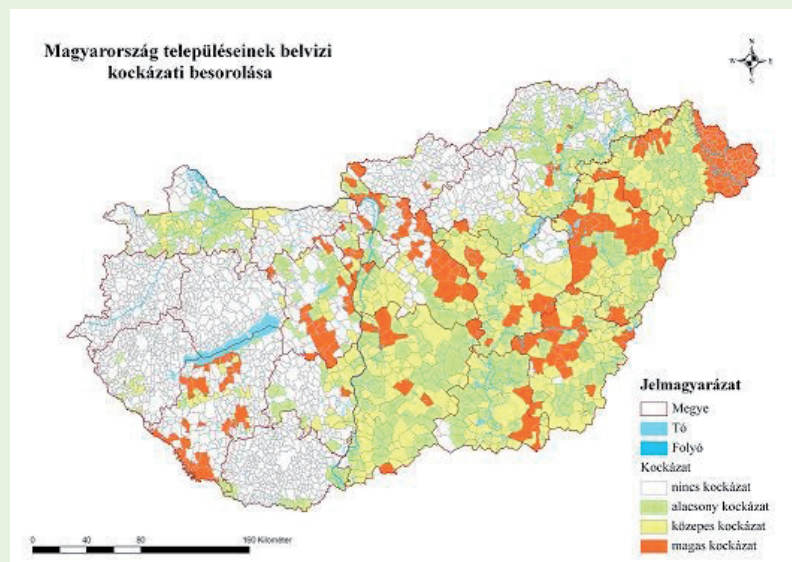 Magyarország településeinek belvizi
kockázati besorolása
N
W E
S
Jelmagyarázat
Megye
Tó
Folyó
Kockázat
nincs kockázat
alacsony kockázat
közepes kockázat
magas kockázat
0 40 80 160 Kilométer